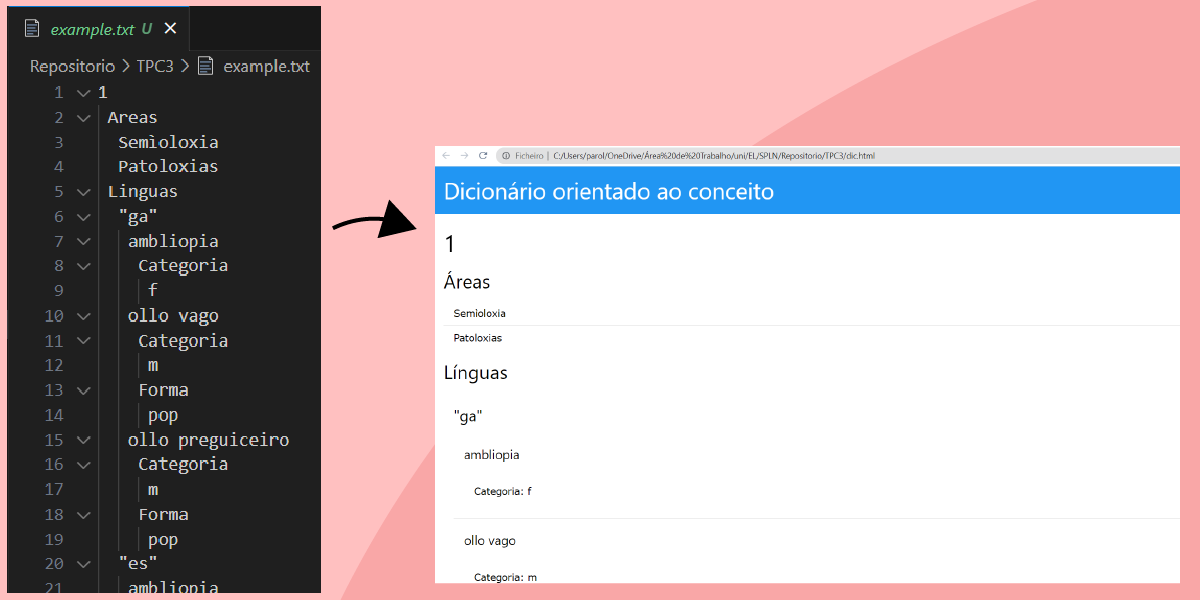 example.txt U ×
Repositorio > TPC3 > example.txt
1 1
2 Areas
3 Semioloxia
4 Patoloxias
5 Linguas
6 "ga"
7 ambliopia
8 Categoria
9 f
10 ollo vago
11 Categoria
12 m
13 Forma
14 pop
15 ollo preguiceiro
16 Categoria
17 m
18 Forma
19 pop
20 "es"
21 ambliopia
Ficheiro | C:/Users/parol/OneDrive/Área%20de%20Trabalho/uni/EL/SPLN/Repositorio/TPC3/dic.html
Dicionário orientado ao conceito
1
Áreas
Semioloxia
Patoloxias
Línguas
"ga"
ambliopia
Categoria: f
ollo vago
Categoria: m